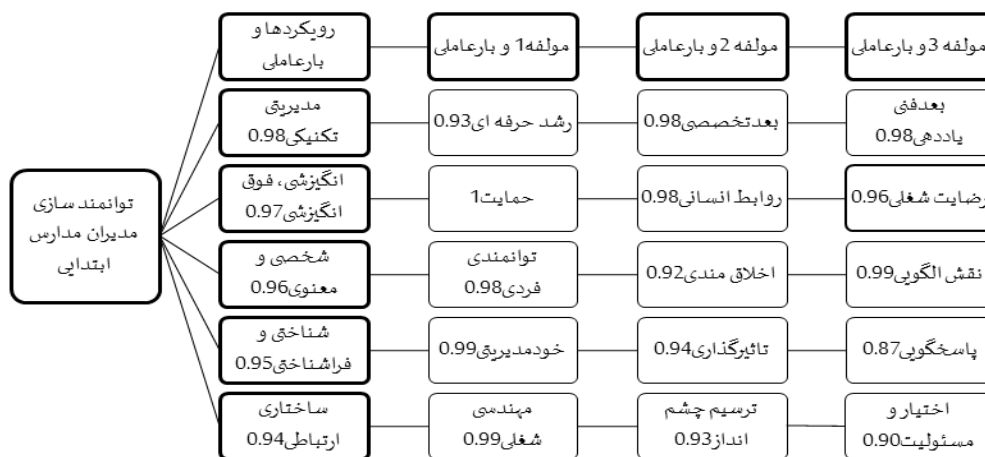 رویکردها و
بارعاملی
مولفه1 و بارعاملی
مولفه 2و بارعاملی
مولفه 3و بارعاملی
مدیریتی
تکنیکی0.98
رشد حرفه ای0.93
بعدتخصصی0.98
بعدفنی
یاددهی0.98
توانمند سازی
مدیران مدارس
ابتدایی
انگیزشی، فوق
انگیزشی0.97
حمایت1
روابط انسانی0.98
رضایت شغلی0.96
شخصی و
معنوی0.96
توانمندی
فردی0.98
اخلاق مندی0.92
نقش الگویی0.99
شناختی و
فراشناختی0.95
خودمدیریتی0.99
تاثیرگذاری0.94
پاسخگویی0.87
ساختاری
ارتباطی0.94
مهندسی
شغلی0.99
ترسیم چشم
انداز0.93
اختیار و
مسئولیت0.90